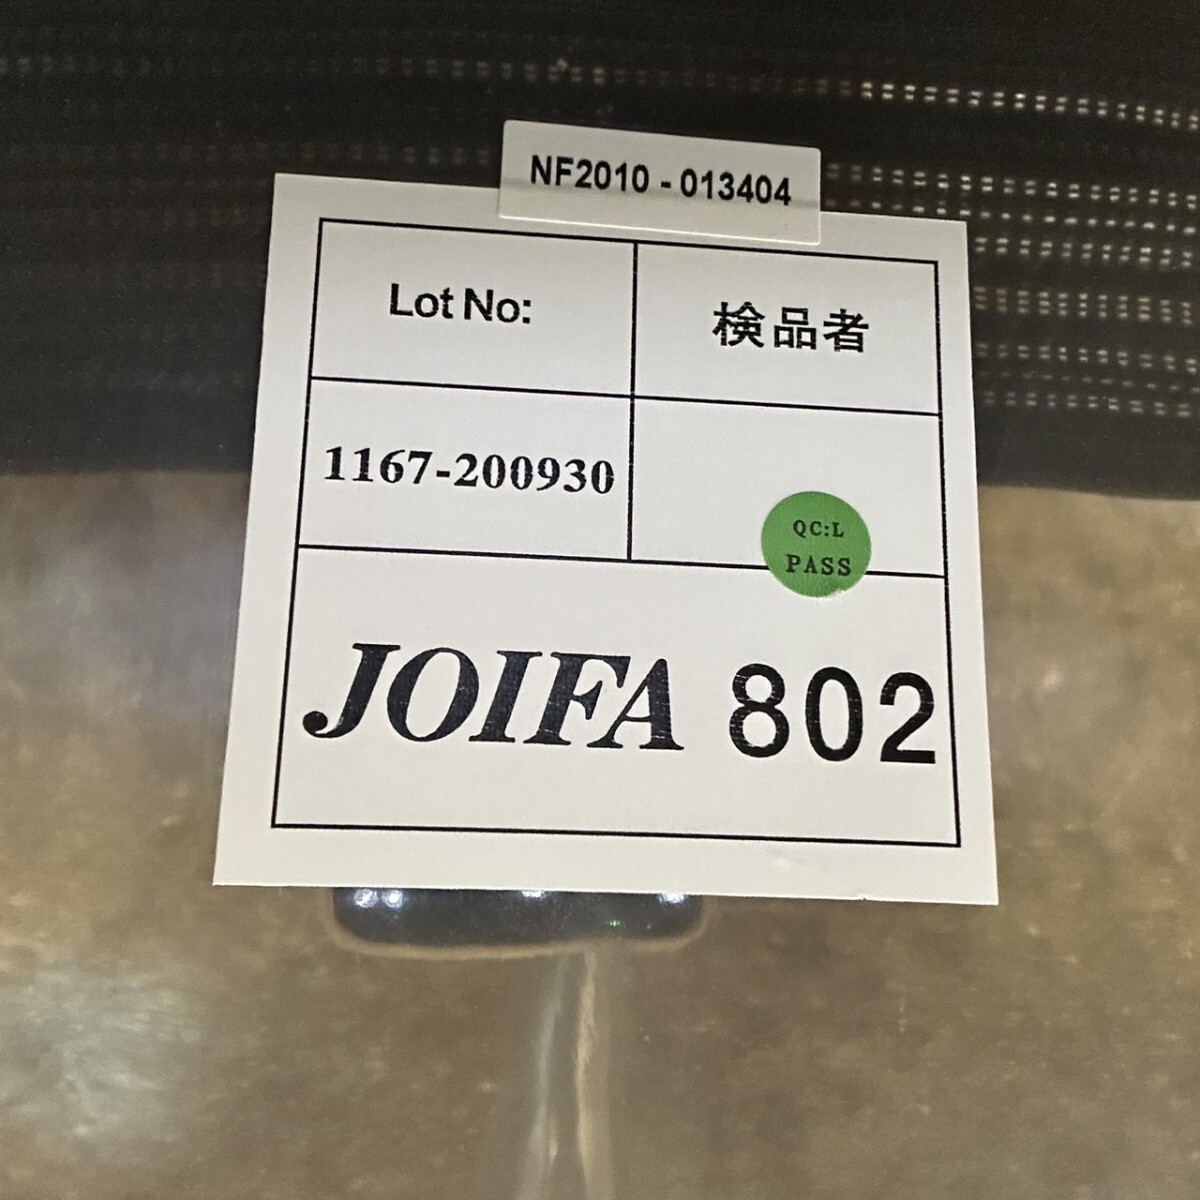 NF2010 - 013404
Lot No:
検品者
1167-200930
QC:L
PASS
JOIFA 802